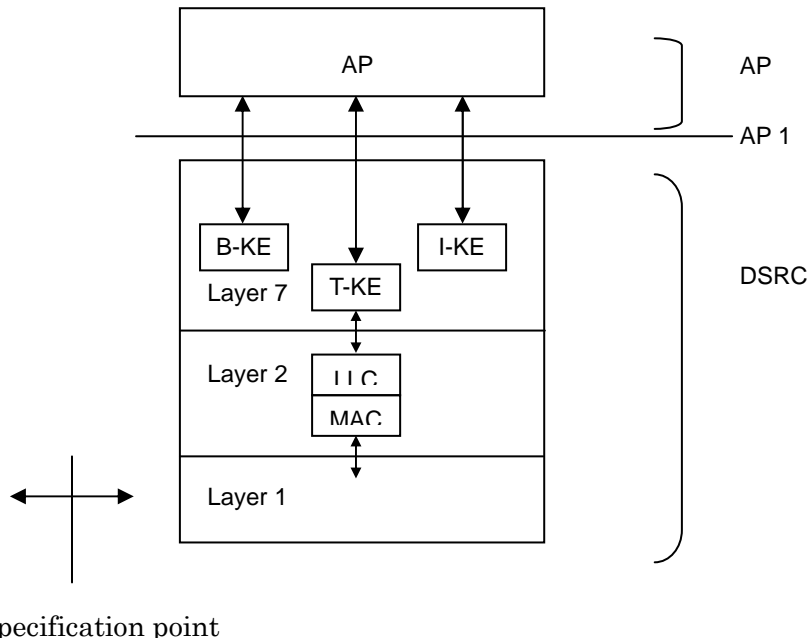 AP
AP
AP 1
B-KE
I-KE
T-KE
Layer 7
DSRC
Layer 2
LLC
MAC
Layer 1
pecification point